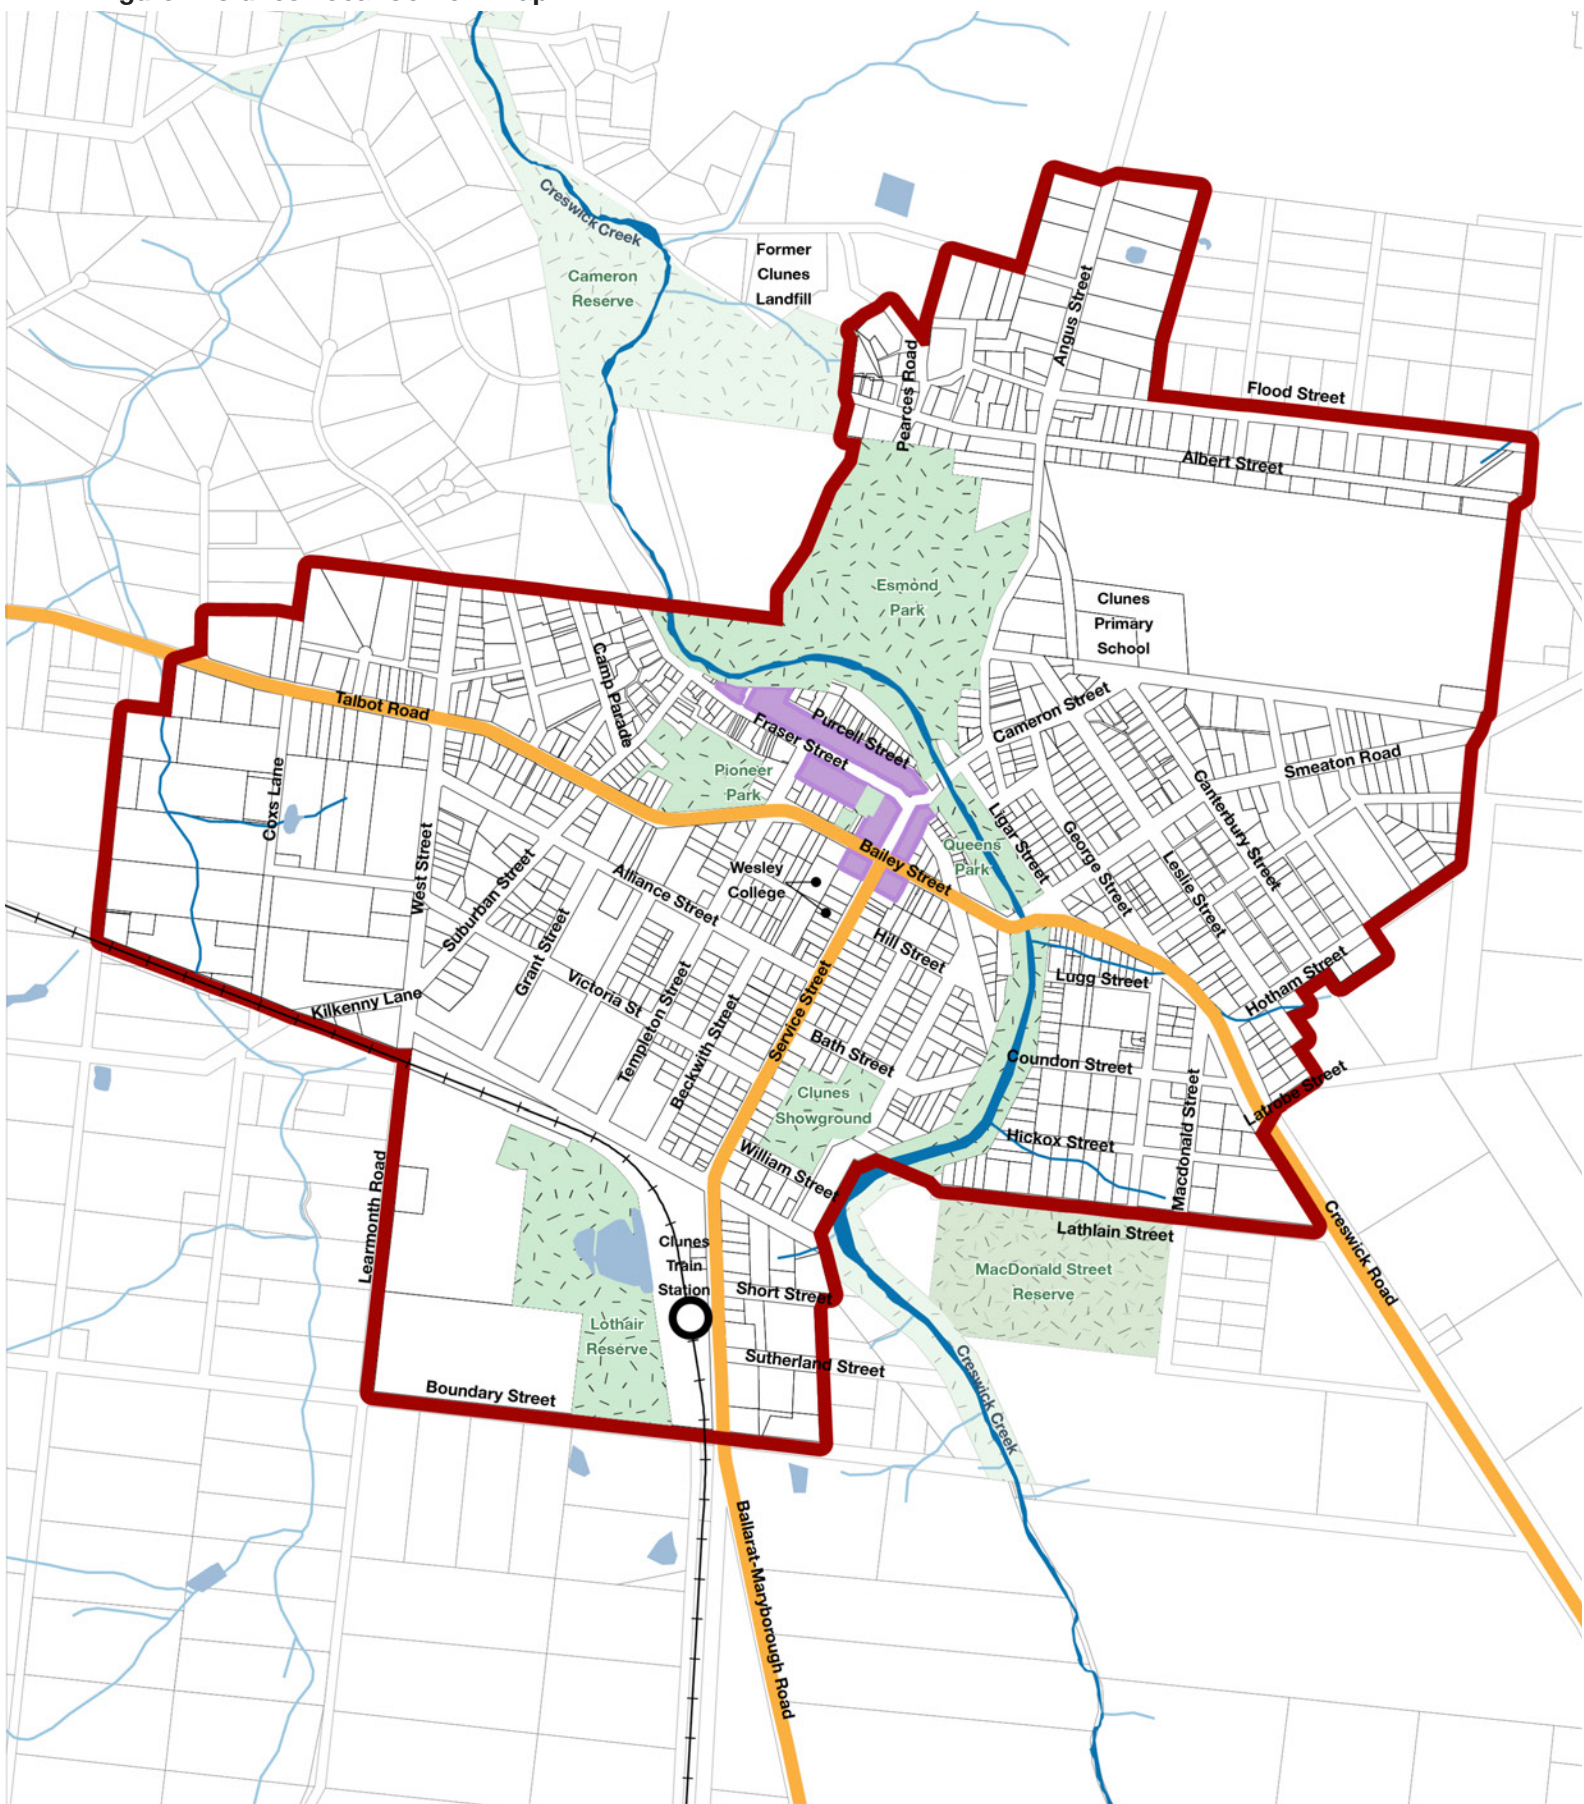 Creswick Creek
Former
Clunes
Landfill
Cameron
Reserve
Angus Street
Pearces Road
Flood Street
Albert Street
Esmond
Park
Clunes
Primary
School
Camp Parade
Talbot Road
Purcell Street
Fraser Street
Cameron Street
Pioneer
Park
Smeaton Road
Coxs Lane
Canterbury Street
Ligar Street
George Street
Leslie Street
Queens
Park
Bailey Street
West Street
Suburban Street
Alliance Street
Wesley
College
Grant Street
Hill Street
Victoria St
Lugg Street
Hotham Street
Kilkenny Lane
Templeton Street
Beckwith Street
Service Street
Bath Street
Coundon Street
Clunes
Showground
Latrobe Street
Macdonald Street
Hickox Street
William Street
Learmonth Road
Lathlain Street
Creswick Road
Clunes
Train
Station
MacDonald Street
Reserve
Short Street
Lothair
Reserve
Sutherland Street
Creswick Creek
Boundary Street
Ballarat-Maryborough Road